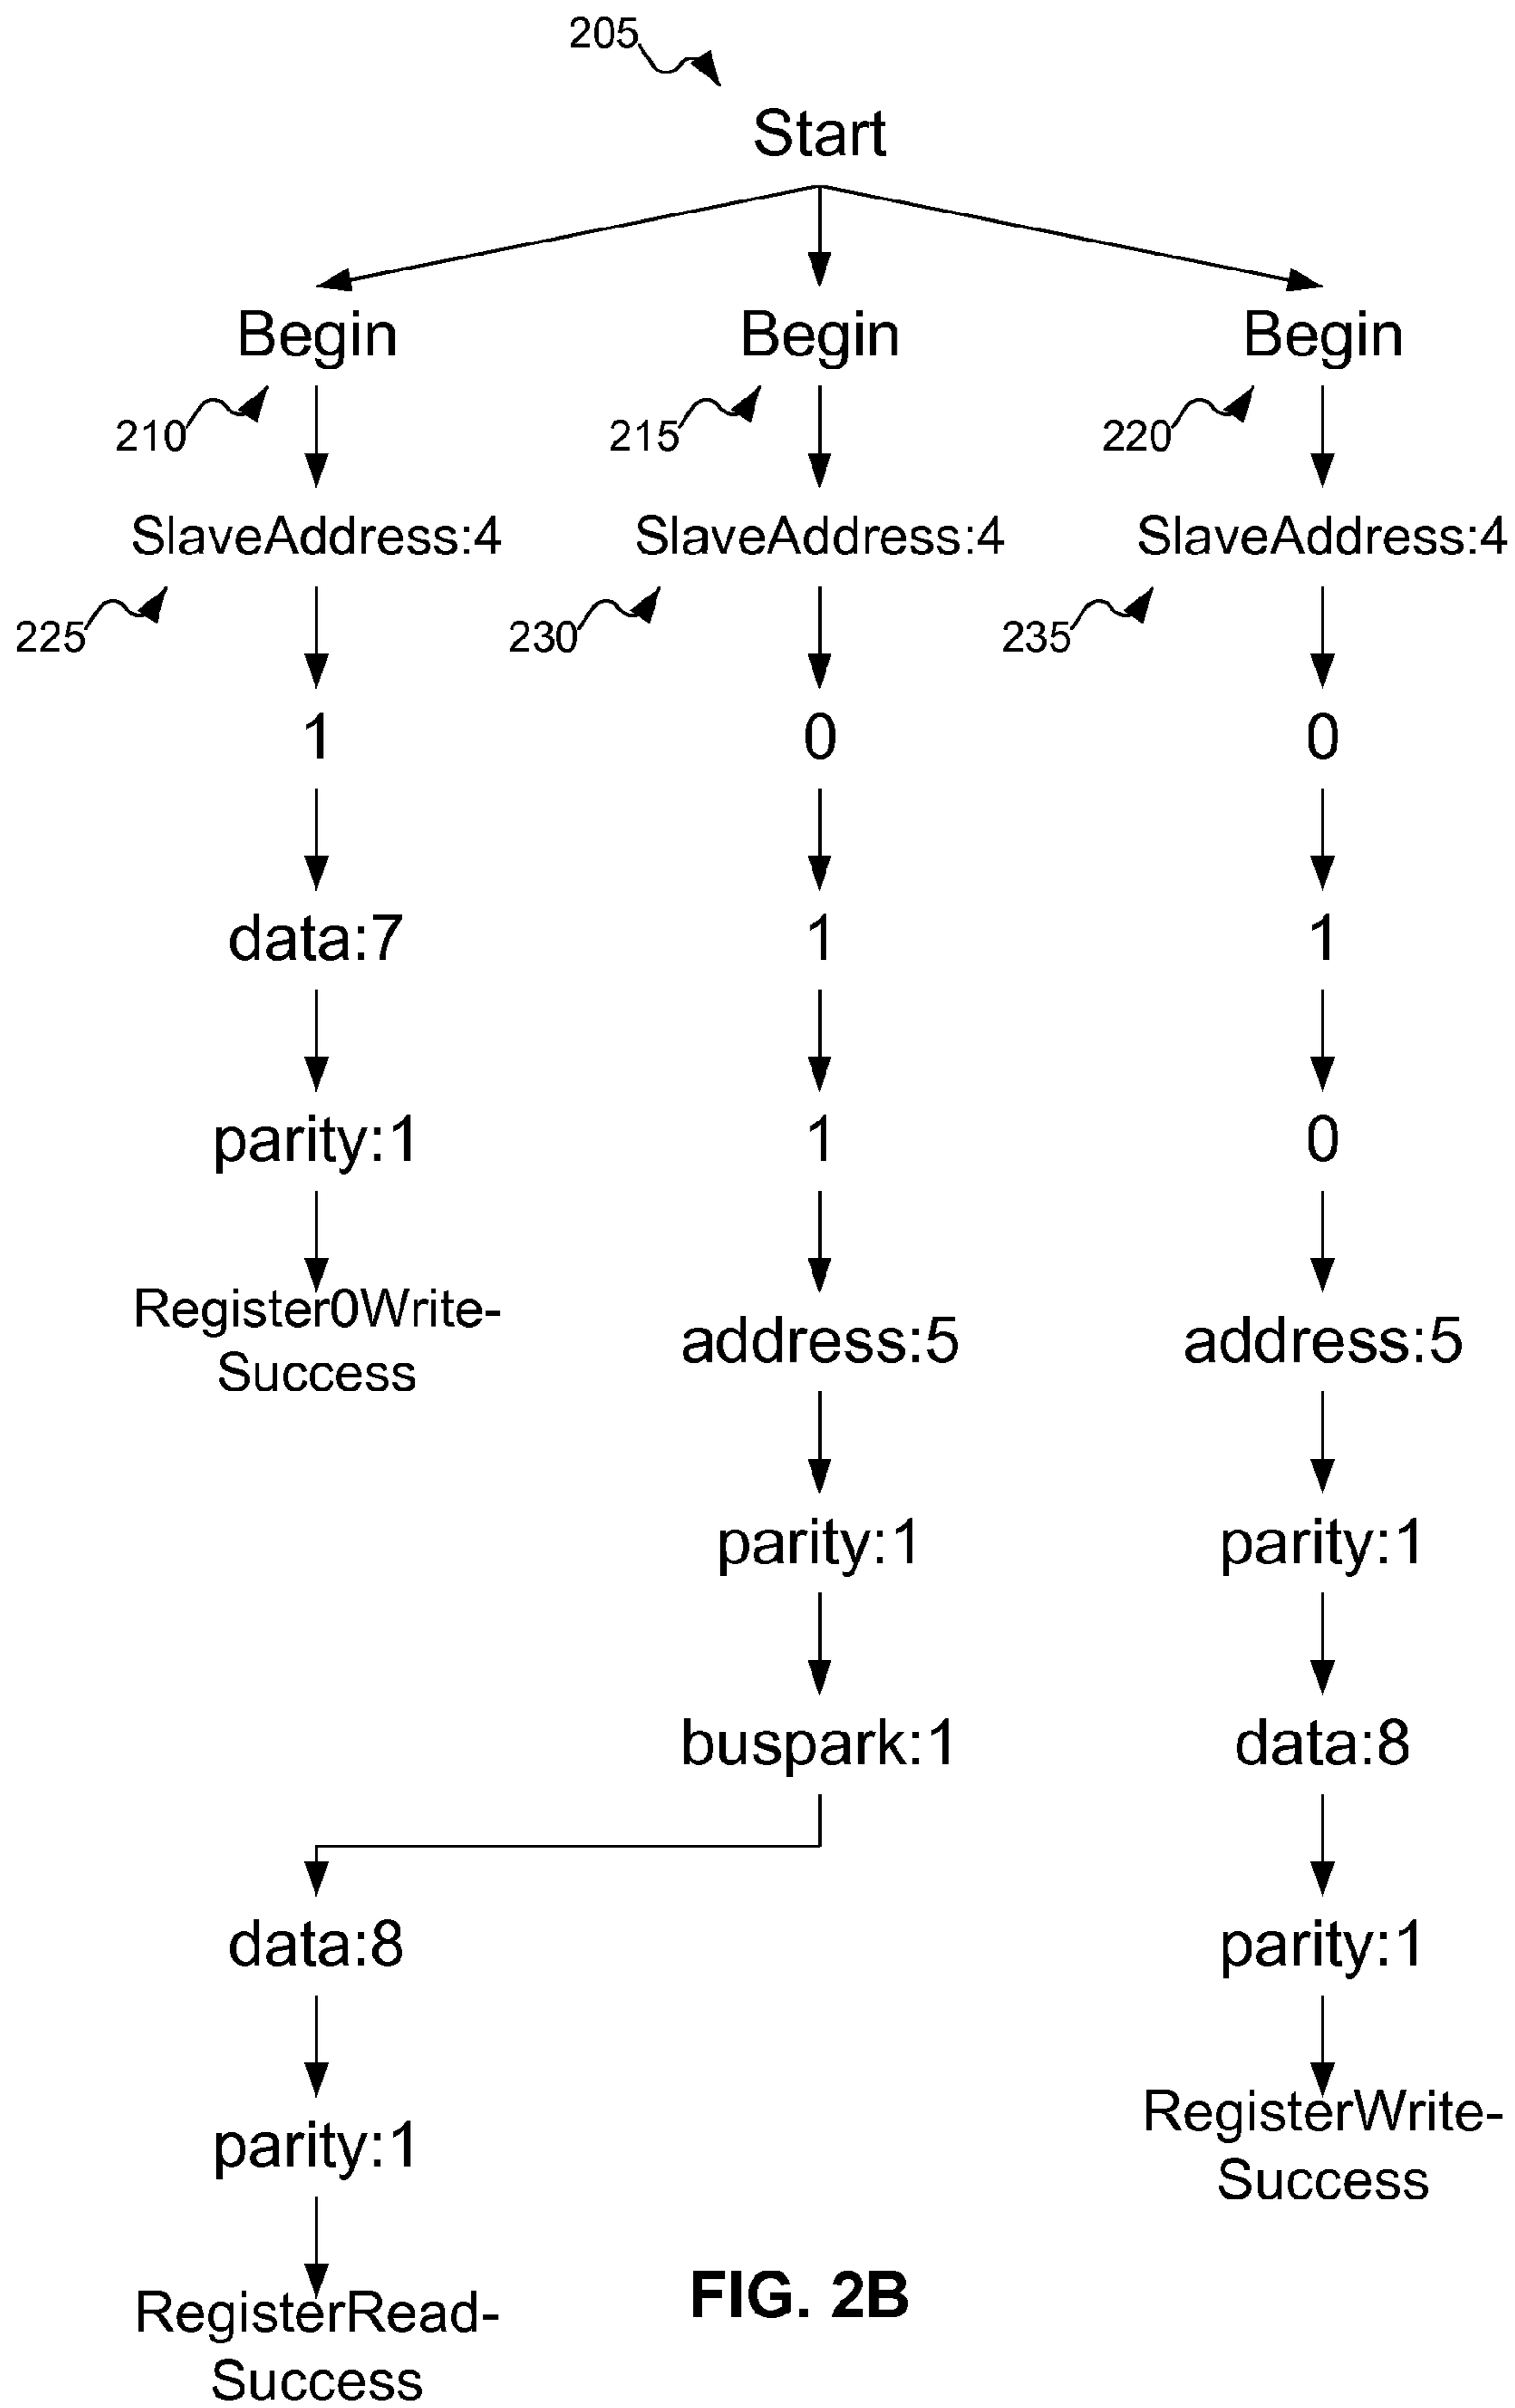 205
Start
Begin
Begin
Begin
210
215
220
SlaveAddress:4
SlaveAddress:4
SlaveAddress:4
225
230
235
1
0
0
data:7
1
1
parity:1
1
0
Register0Write-
Success
address:5
address:5
parity:1
parity:1
buspark:1
data:8
data:8
parity:1
parity:1
RegisterWrite-
Success
RegisterRead-
Success
FIG. 2B